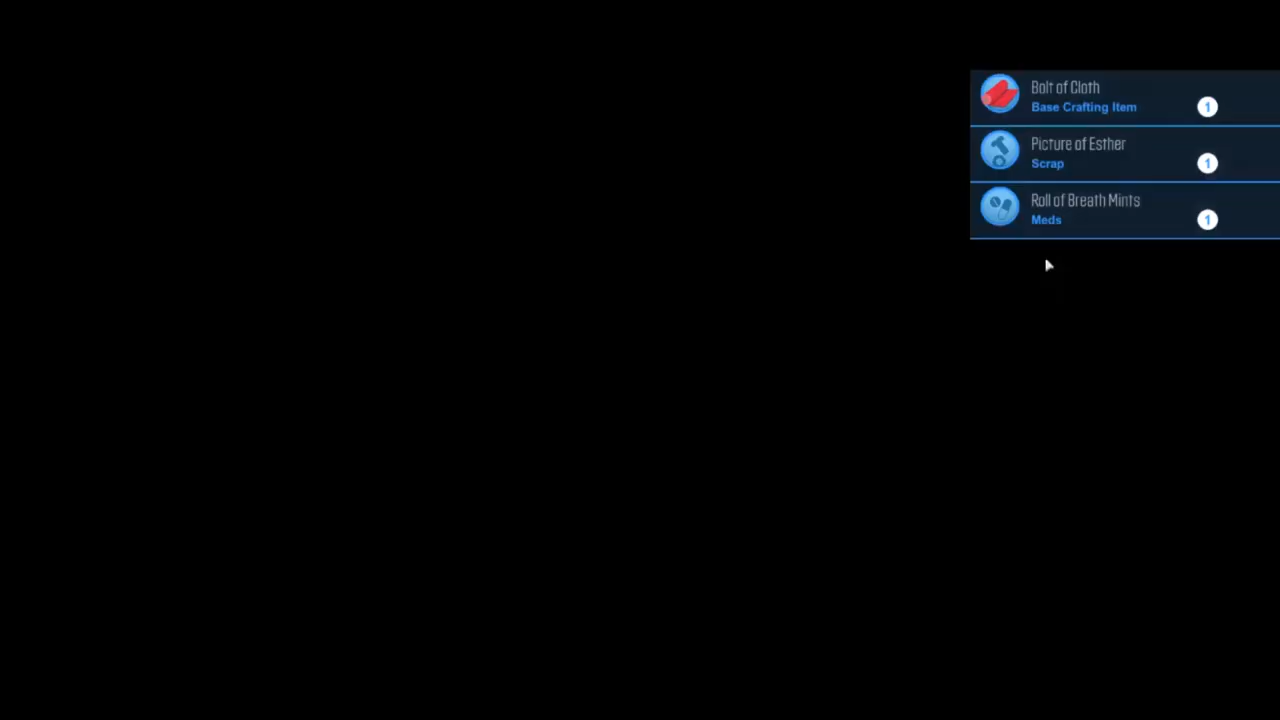 Bolt of Cloth
Base Crafting Item
1
Picture of Esther
Scrap
1
Roll of Breath Mints
Meds
1